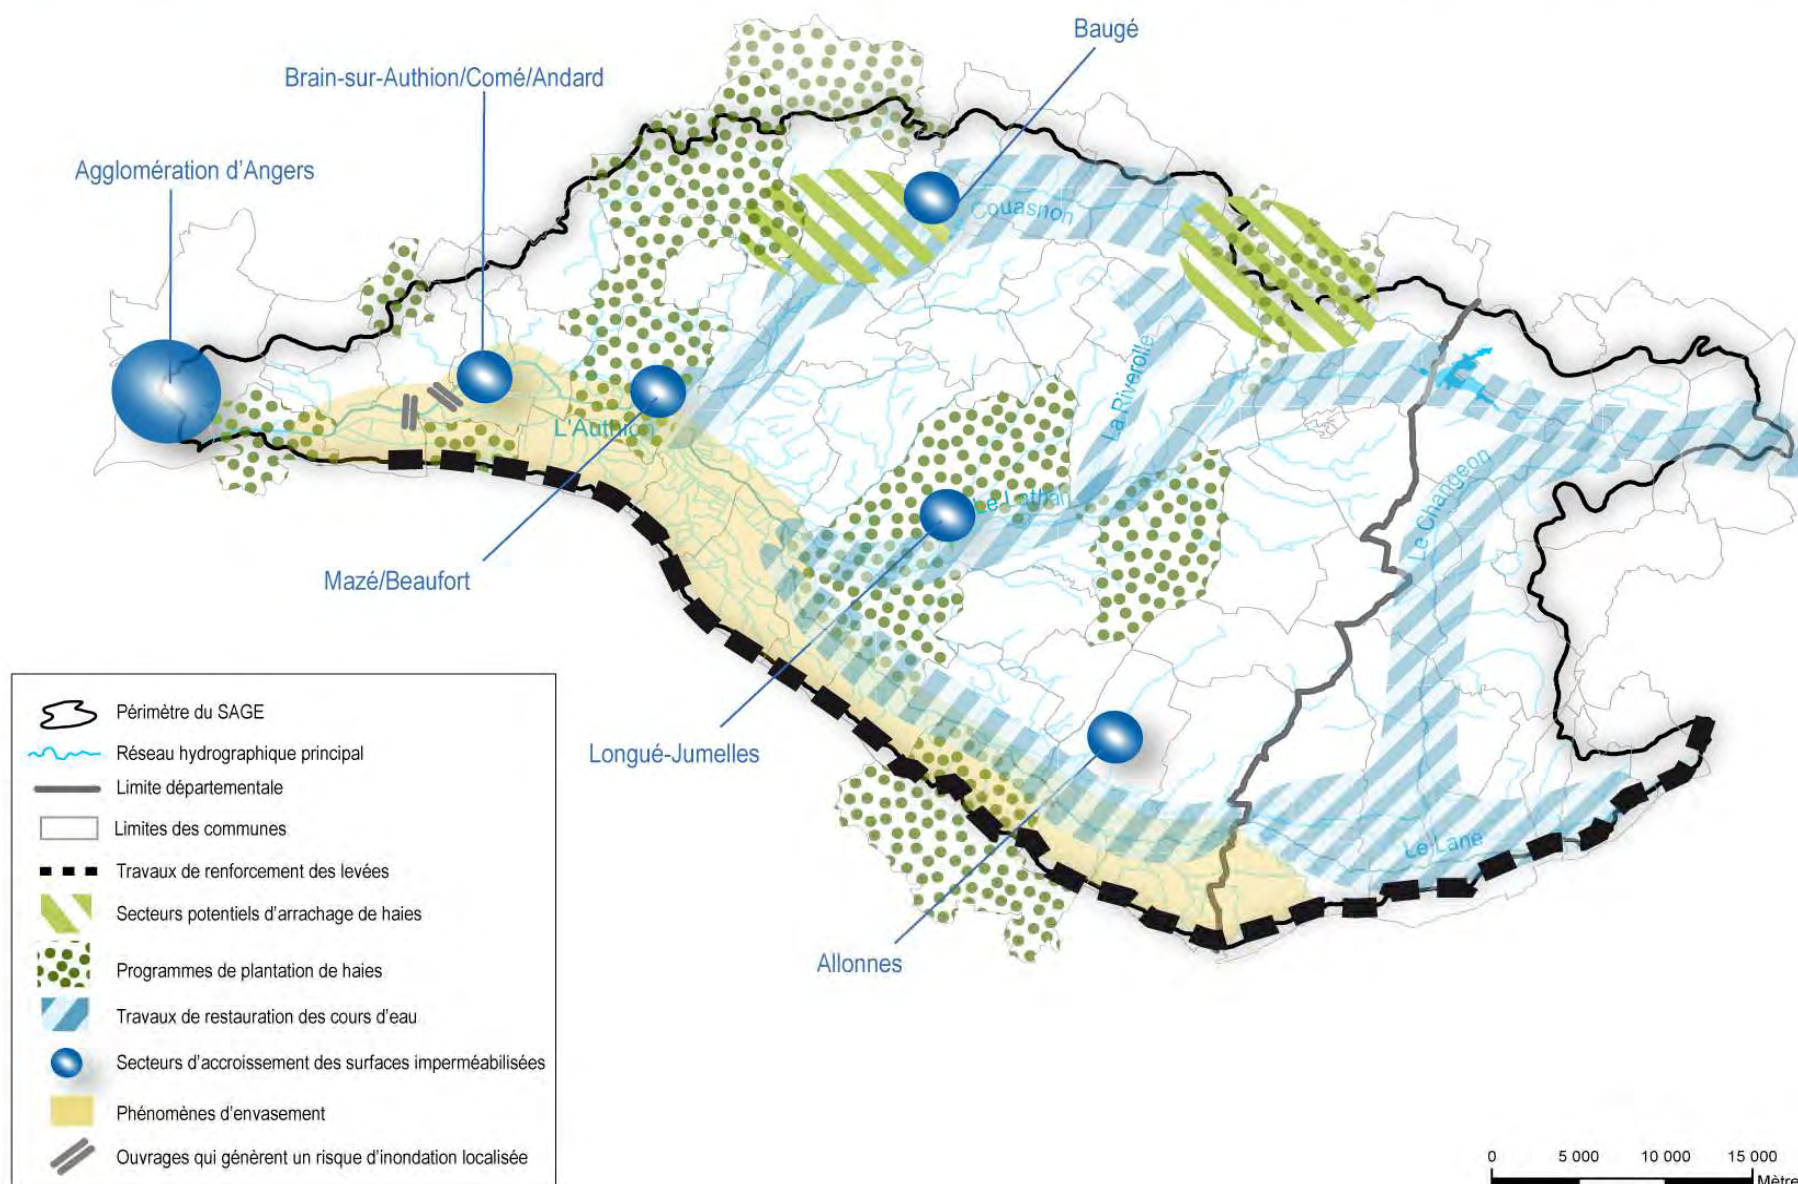 Baugé
Brain-sur-Authion/Comé/Andard
Agglomération d'Angers
Couasnon
La Riverolle
L'Authion
Le Lathan
Le Changeon
Mazé/Beaufort
Longué-Jumelles
Le Lane
Allonnes
Périmètre du SAGE
Réseau hydrographique principal
Limite départementale
Limites des communes
Travaux de renforcement des levées
Secteurs potentiels d'arrachage de haies
Programmes de plantation de haies
Travaux de restauration des cours d'eau
Secteurs d'accroissement des surfaces imperméabilisées
Phénomènes d'envasement
Ouvrages qui génèrent un risque d'inondation localisée
0 5 000 10 000 15 000
Mètre